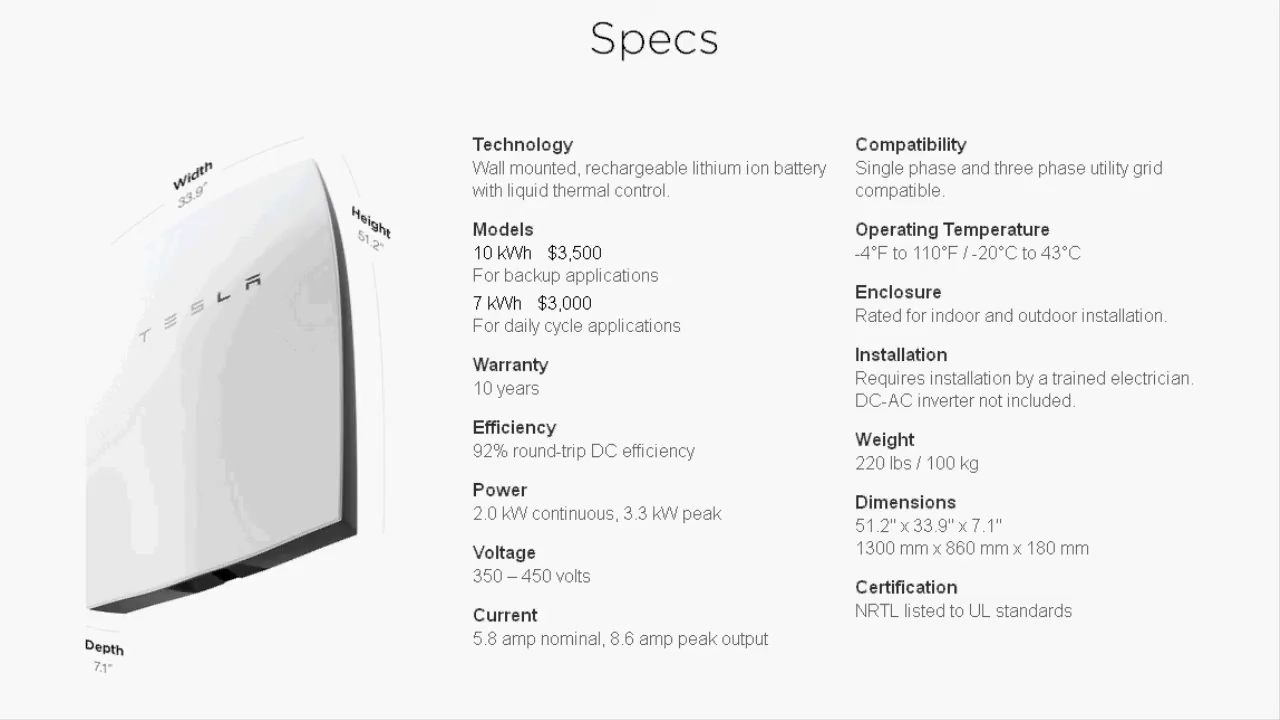 Specs
Width
33.9"
Height
51.2"
TESLA
Depth
7.1"
Technology
Wall mounted, rechargeable lithium ion battery
with liquid thermal control.
Models
10 kWh $3,500
For backup applications
7 kWh $3,000
For daily cycle applications
Warranty
10 years
Efficiency
92% round-trip DC efficiency
Power
2.0 kW continuous, 3.3 kW peak
Voltage
350 – 450 volts
Current
5.8 amp nominal, 8.6 amp peak output
Compatibility
Single phase and three phase utility grid
compatible.
Operating Temperature
-4°F to 110°F / -20°C to 43°C
Enclosure
Rated for indoor and outdoor installation.
Installation
Requires installation by a trained electrician.
DC-AC inverter not included.
Weight
220 lbs / 100 kg
Dimensions
51.2" x 33.9" x 7.1"
1300 mm x 860 mm x 180 mm
Certification
NRTL listed to UL standards